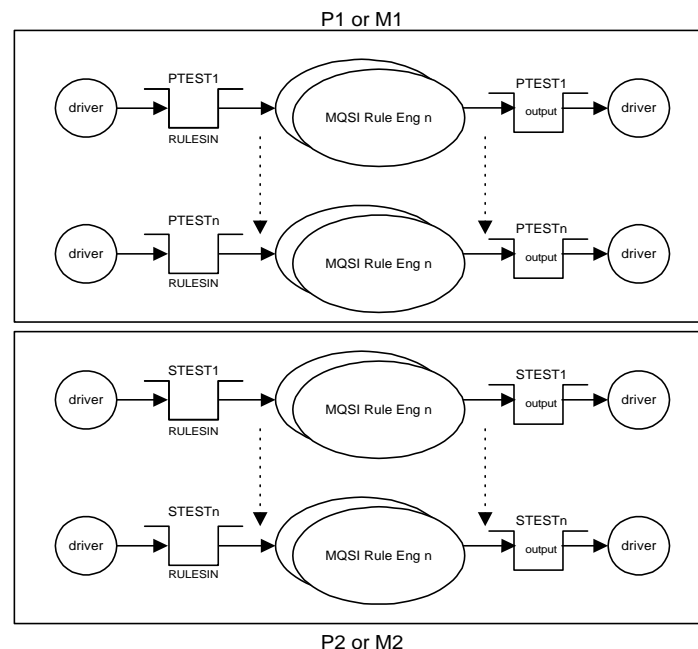 P1 or M1
PTEST1
PTEST1
driver
MQSI Rule Eng n
output
driver
RULESIN
PTESTn
PTESTn
driver
MQSI Rule Eng n
output
driver
RULESIN
STEST1
STEST1
driver
MQSI Rule Eng n
output
driver
RULESIN
STESTn
STESTn
driver
MQSI Rule Eng n
output
driver
RULESIN
P2 or M2